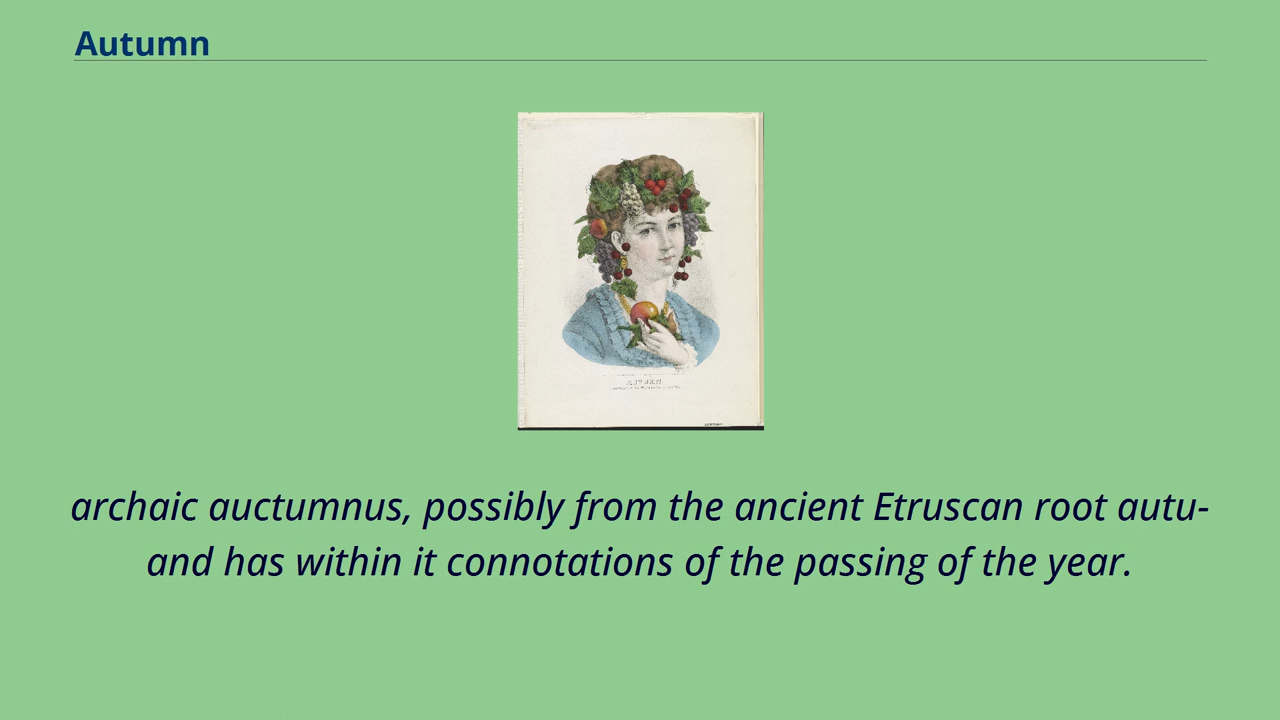 Autumn
archaic auctumnus, possibly from the ancient Etruscan root autu-
and has within it connotations of the passing of the year.